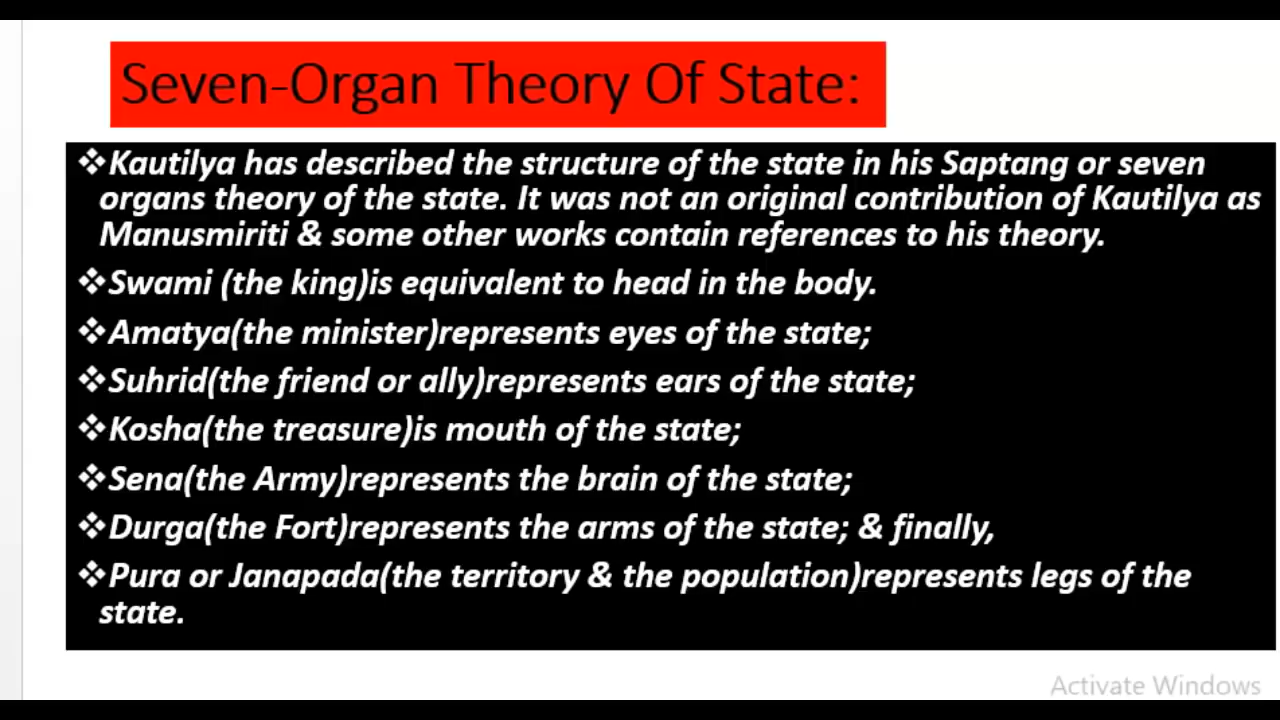 Seven-Organ Theory Of State:
❖Kautilya has described the structure of the state in his Saptang or seven
organs theory of the state. It was not an original contribution of Kautilya as
Manusmiriti & some other works contain references to his theory.
❖Swami (the king)is equivalent to head in the body.
❖Amatya(the minister)represents eyes of the state;
❖Suhrid(the friend or ally)represents ears of the state;
❖Kosha(the treasure)is mouth of the state;
❖Sena(the Army)represents the brain of the state;
❖Durga(the Fort)represents the arms of the state; & finally,
❖Pura or Janapada(the territory & the population)represents legs of the
state.
Activate Windows